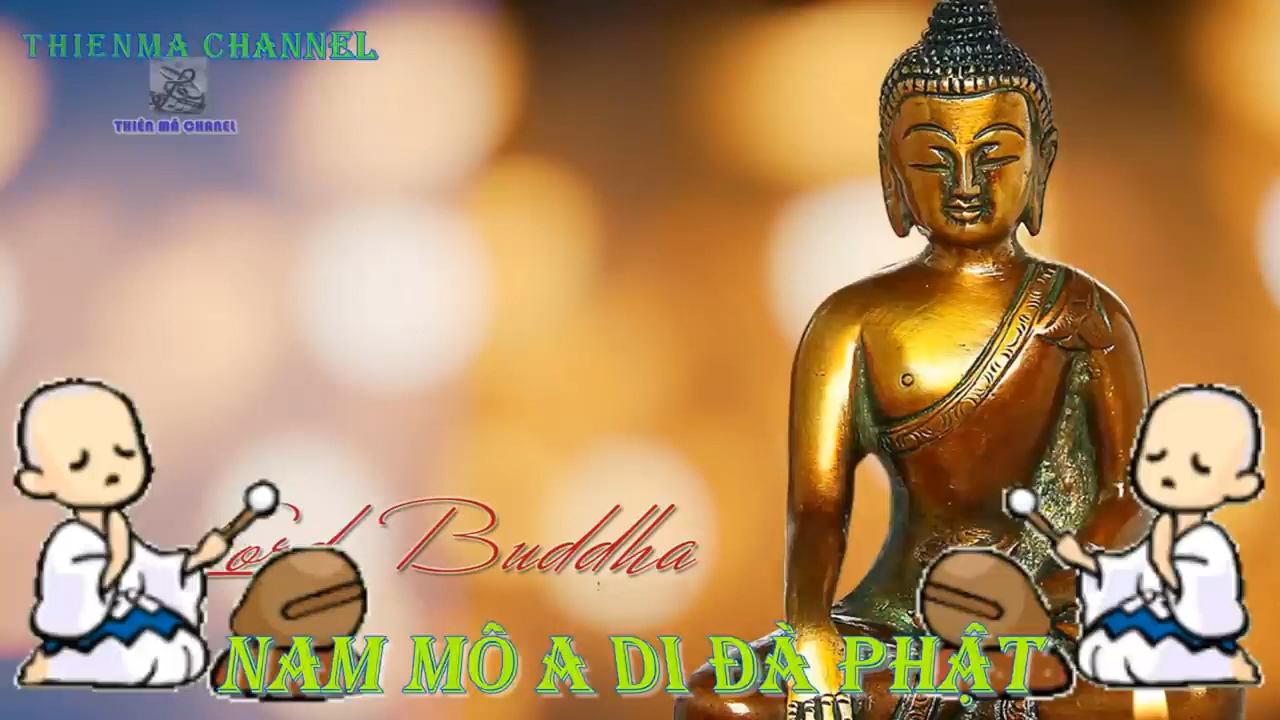 THIENMA CHANNEL
THIÊN MÃ CHANEL
Lord Buddha
NAM MÔ A DI ĐÀ PHẬT